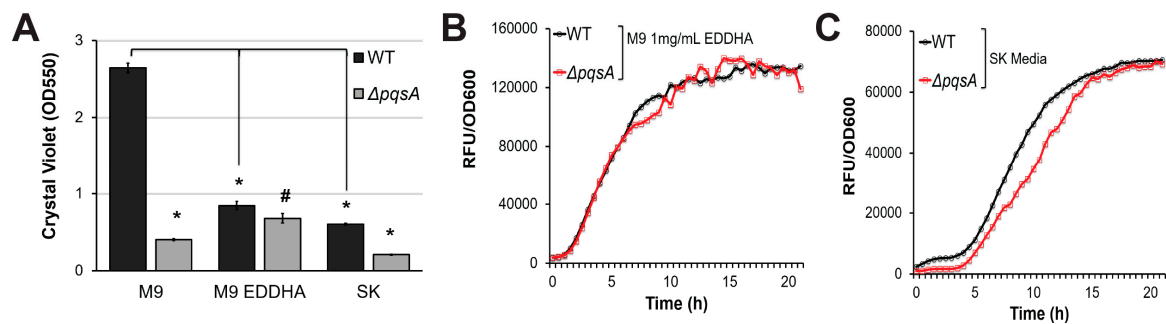 A
Crystal Violet (OD550)
3
2
1
0
WT
ΔpqsA
*
*
#
*
*
M9
M9 EDDHA
SK
B
RFU/OD600
160000
120000
80000
40000
0
WT
ΔpqsA
M9 1mg/mL EDDHA
0
5
10
15
20
Time (h)
C
RFU/OD600
80000
60000
40000
20000
0
WT
ΔpqsA
SK Media
0
5
10
15
20
Time (h)